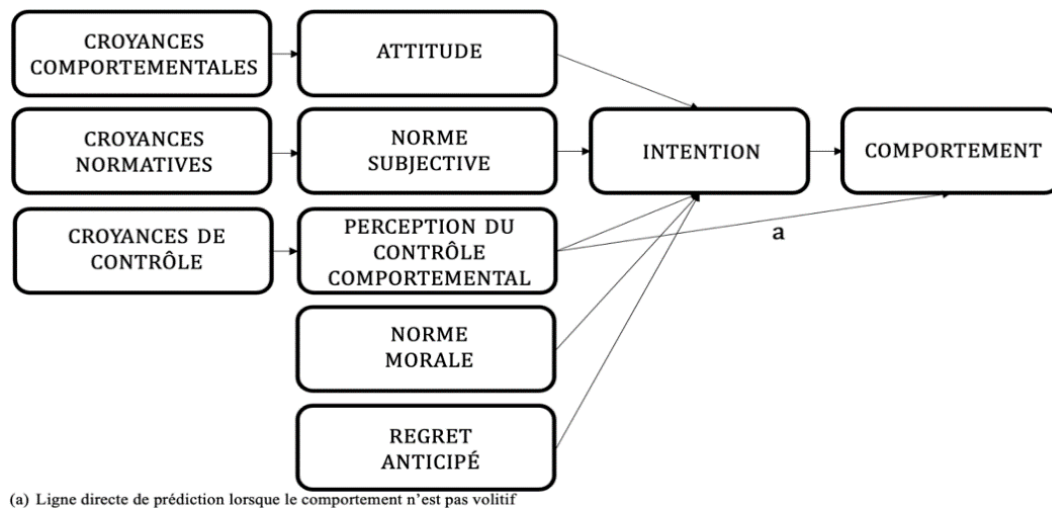 CROYANCES
COMPORTEMENTALES
ATTITUDE
CROYANCES
NORMATIVES
NORME
SUBJECTIVE
INTENTION
COMPORTEMENT
CROYANCES DE
CONTRÔLE
PERCEPTION DU
CONTRÔLE
COMPORTEMENTAL
a
NORME
MORALE
REGRET
ANTICIPÉ
(a) Ligne directe de prédiction lorsque le comportement n'est pas volitif